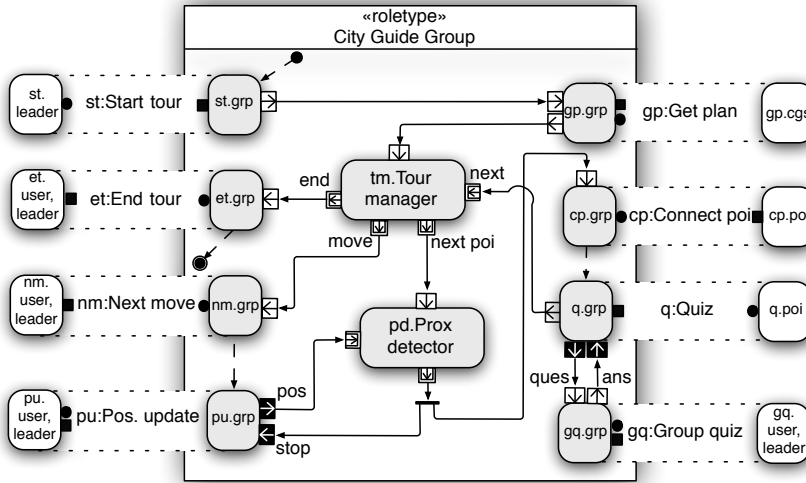 «roletype»
City Guide Group
st.
leader
st:Start tour
st.grp
gp.grp
gp:Get plan
gp.cgs
et.
user,
leader
et:End tour
et.grp
end
tm.Tour
manager
next
cp.grp
cp:Connect poi
cp.poi
move
next poi
nm.
user,
leader
nm:Next move
nm.grp
pd.Prox
detector
q.grp
q:Quiz
q.poi
pu.
user,
leader
pu:Pos. update
pu.grp
pos
stop
ques
ans
gq.grp
gq:Group quiz
gq.
user,
leader